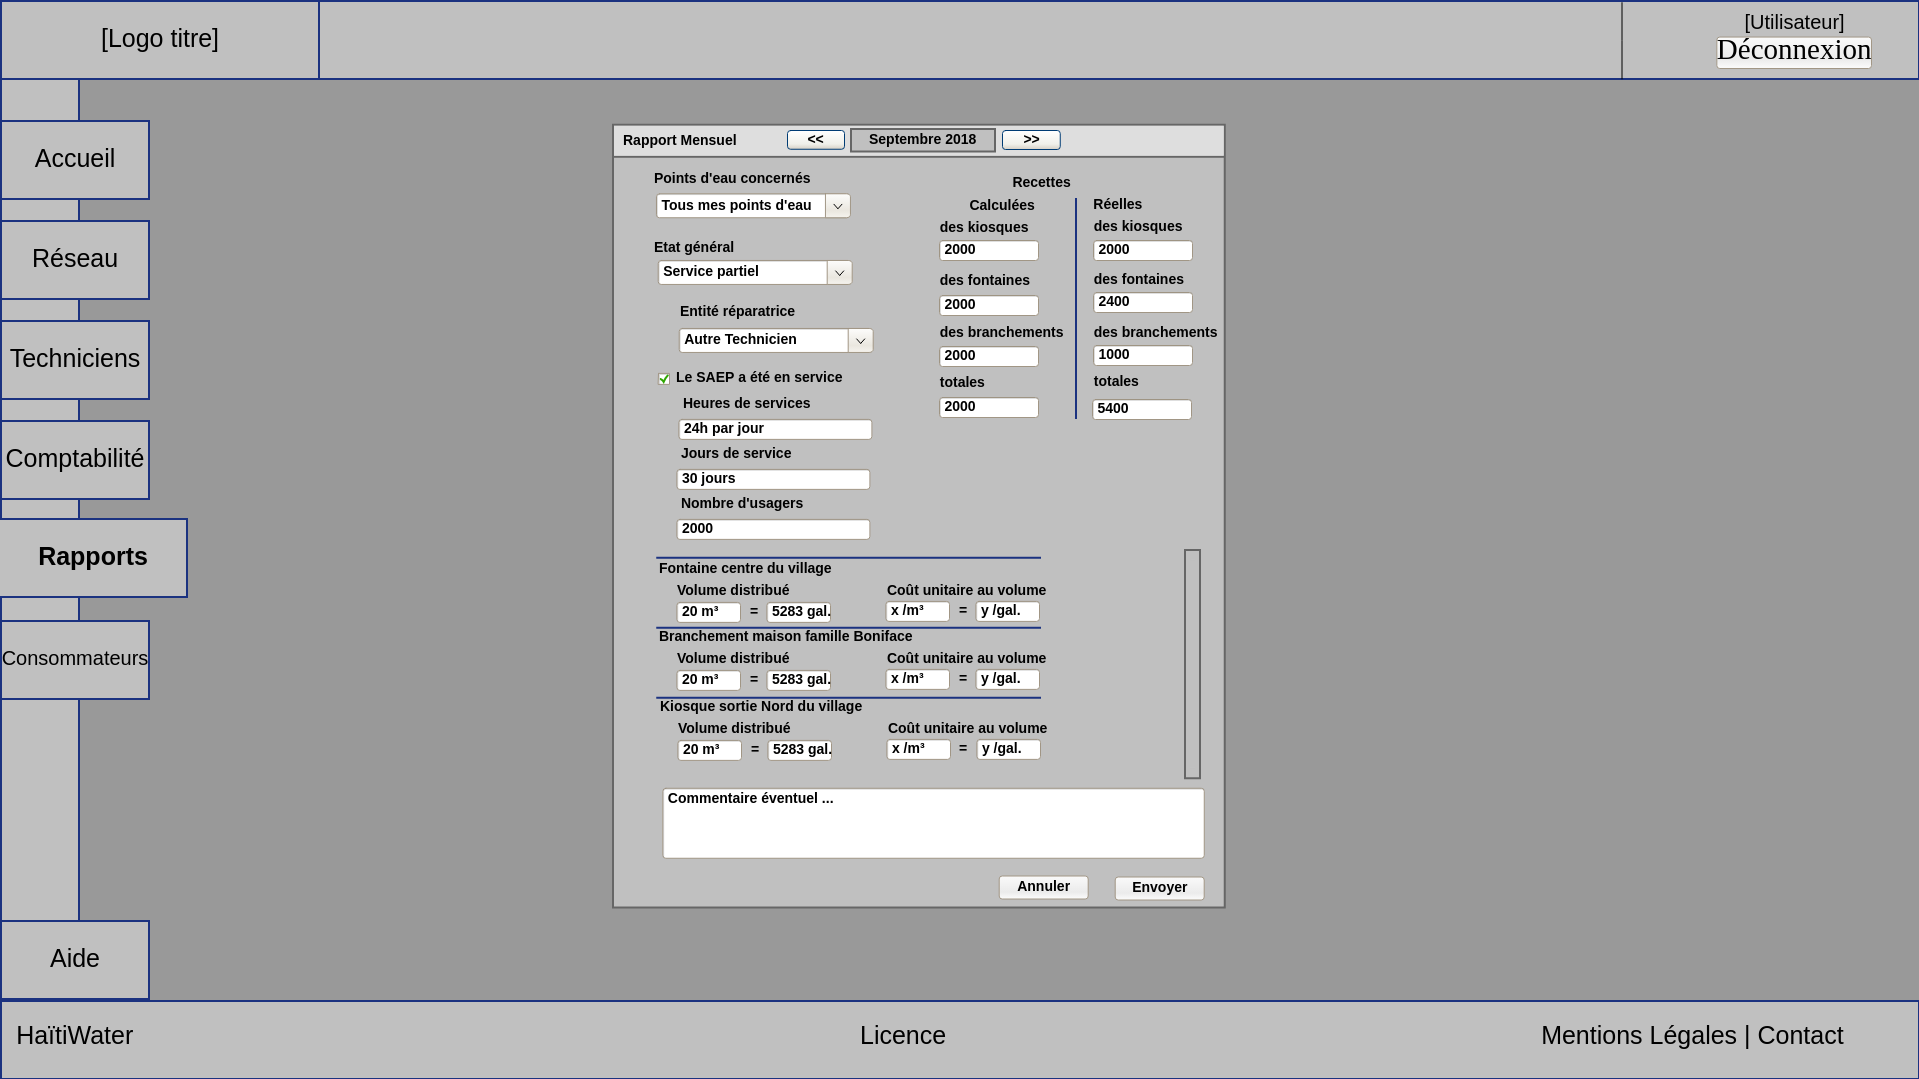 [Logo titre]
[Utilisateur]
Déconnexion
Accueil
Réseau
Techniciens
Comptabilité
Rapports
Consommateurs
Aide
Rapport Mensuel << Septembre 2018 >>
Points d'eau concernés
Tous mes points d'eau
Etat général
Service partiel
Entité réparatrice
Autre Technicien
Le SAEP a été en service
Heures de services
24h par jour
Jours de service
30 jours
Nombre d'usagers
2000
Recettes
Calculées
des kiosques
2000
des fontaines
2000
des branchements
2000
totales
2000
Réelles
des kiosques
2000
des fontaines
2400
des branchements
1000
totales
5400
Fontaine centre du village
Volume distribué Coût unitaire au volume
20 m³ = 5283 gal. x /m³ = y /gal.
Branchement maison famille Boniface
Volume distribué Coût unitaire au volume
20 m³ = 5283 gal. x /m³ = y /gal.
Kiosque sortie Nord du village
Volume distribué Coût unitaire au volume
20 m³ = 5283 gal. x /m³ = y /gal.
Commentaire éventuel ...
Annuler Envoyer
HaïtiWater Licence Mentions Légales | Contact